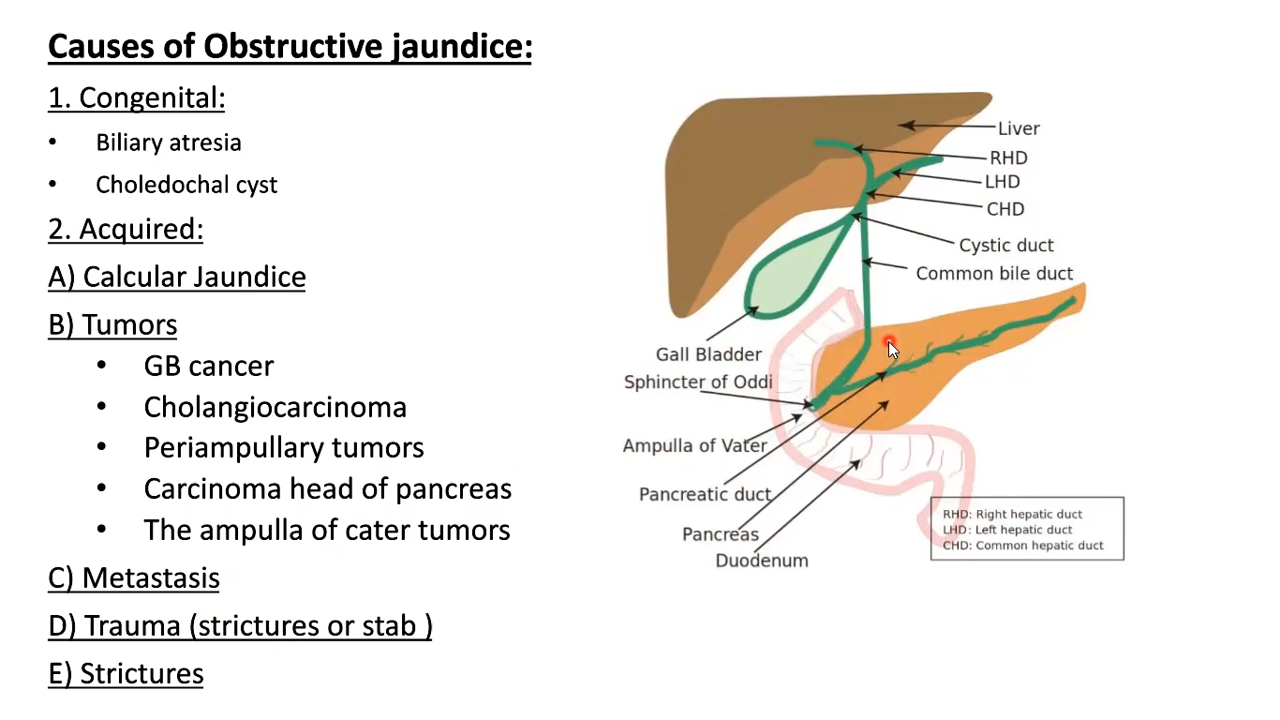 Causes of Obstructive jaundice:
1. Congenital:
• Biliary atresia
• Choledochal cyst
2. Acquired:
A) Calcular Jaundice
B) Tumors
• GB cancer
• Cholangiocarcinoma
• Periampullary tumors
• Carcinoma head of pancreas
• The ampulla of cater tumors
C) Metastasis
D) Trauma (strictures or stab )
E) Strictures
Liver
RHD
LHD
CHD
Cystic duct
Common bile duct
Gall Bladder
Sphincter of Oddi
Ampulla of Vater
Pancreatic duct
Pancreas
Duodenum
RHD: Right hepatic duct
LHD: Left hepatic duct
CHD: Common hepatic duct